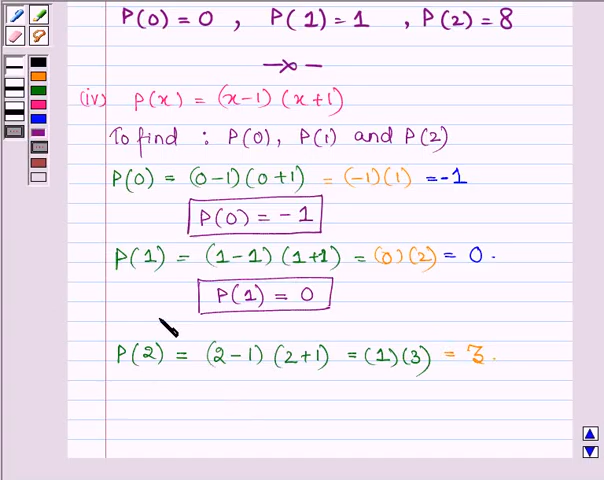 P(0) = 0 , P(1) = 1 , P(2) = 8
(iv) P(x) = (x-1) (x+1)
To find : P(0), P(1) and P(2)
P(0) = (0-1) (0+1) = (-1)(1) = -1
P(0) = -1
P(1) = (1-1) (1+1) = (0)(2) = 0.
P(1) = 0
P(2) = (2-1) (2+1) = (1)(3) = 3.